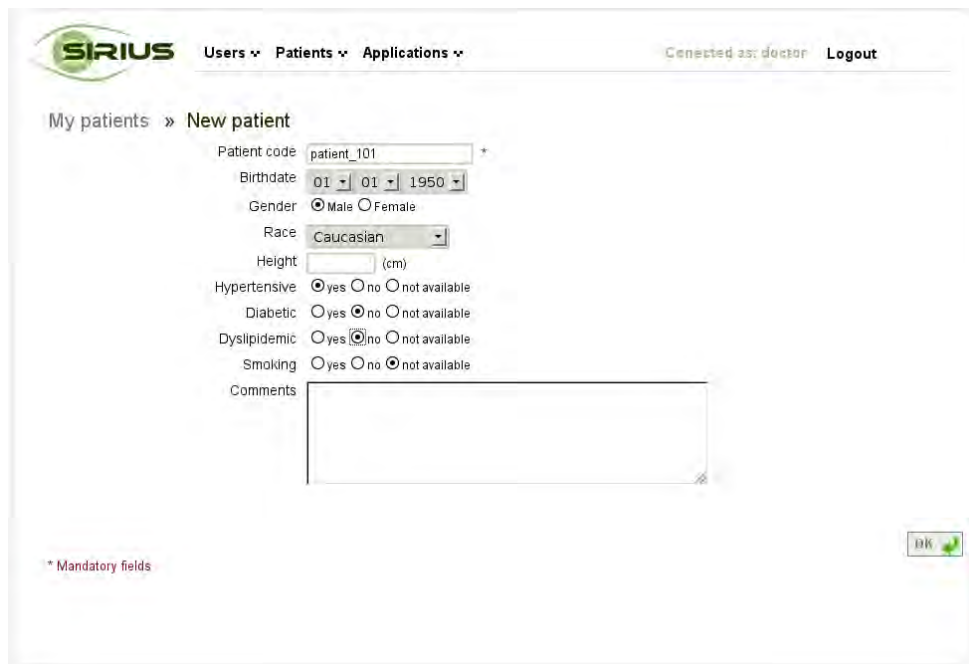 SIRIUS Users Patients Applications Conected as: doctor Logout
My patients » New patient
Patient code patient_101 *
Birthdate 01 01 1950
Gender Male Female
Race Caucasian
Height (cm)
Hypertensive yes no not available
Diabetic yes no not available
Dyslipidemic yes no not available
Smoking yes no not available
Comments
OK
* Mandatory fields